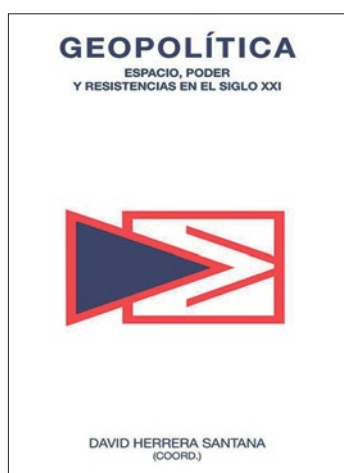 GEOPOLÍTICA
ESPACIO, PODER
Y RESISTENCIAS EN EL SIGLO XXI
DAVID HERRERA SANTANA
(COORD.)